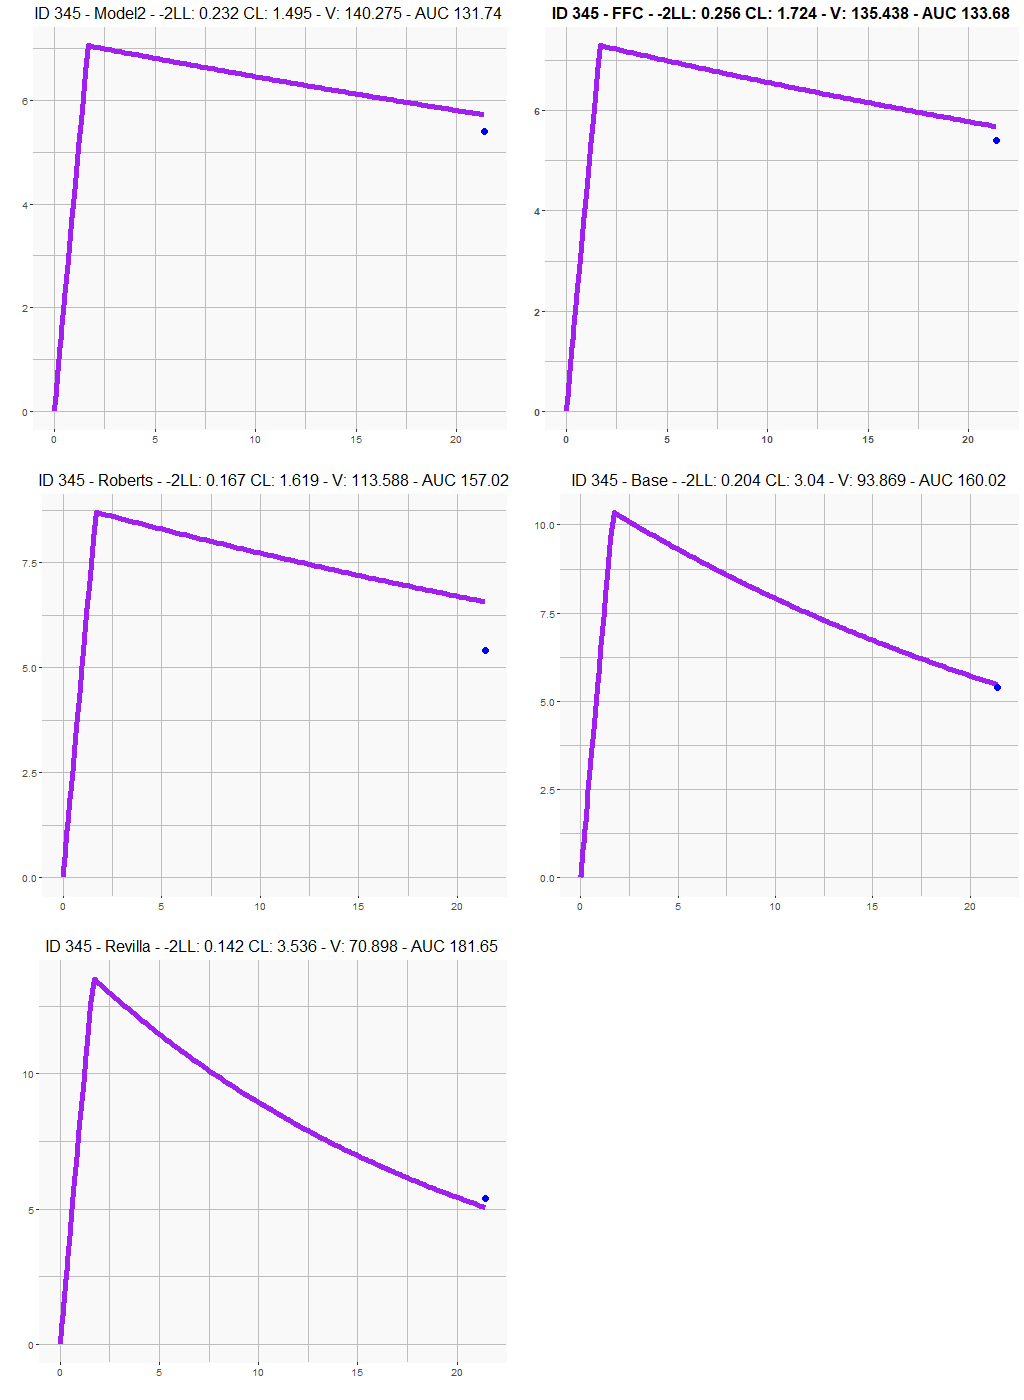 ID 345 - Model2 - -2LL: 0.232 CL: 1.495 - V: 140.275 - AUC 131.74
6
4
2
0
0 5 10 15 20
ID 345 - FFC - -2LL: 0.256 CL: 1.724 - V: 135.438 - AUC 133.68
6
4
2
0
0 5 10 15 20
ID 345 - Roberts - -2LL: 0.167 CL: 1.619 - V: 113.588 - AUC 157.02
7.5
5.0
2.5
0.0
0 5 10 15 20
ID 345 - Base - -2LL: 0.204 CL: 3.04 - V: 93.869 - AUC 160.02
10.0
7.5
5.0
2.5
0.0
0 5 10 15 20
ID 345 - Revilla - -2LL: 0.142 CL: 3.536 - V: 70.898 - AUC 181.65
10
5
0
0 5 10 15 20